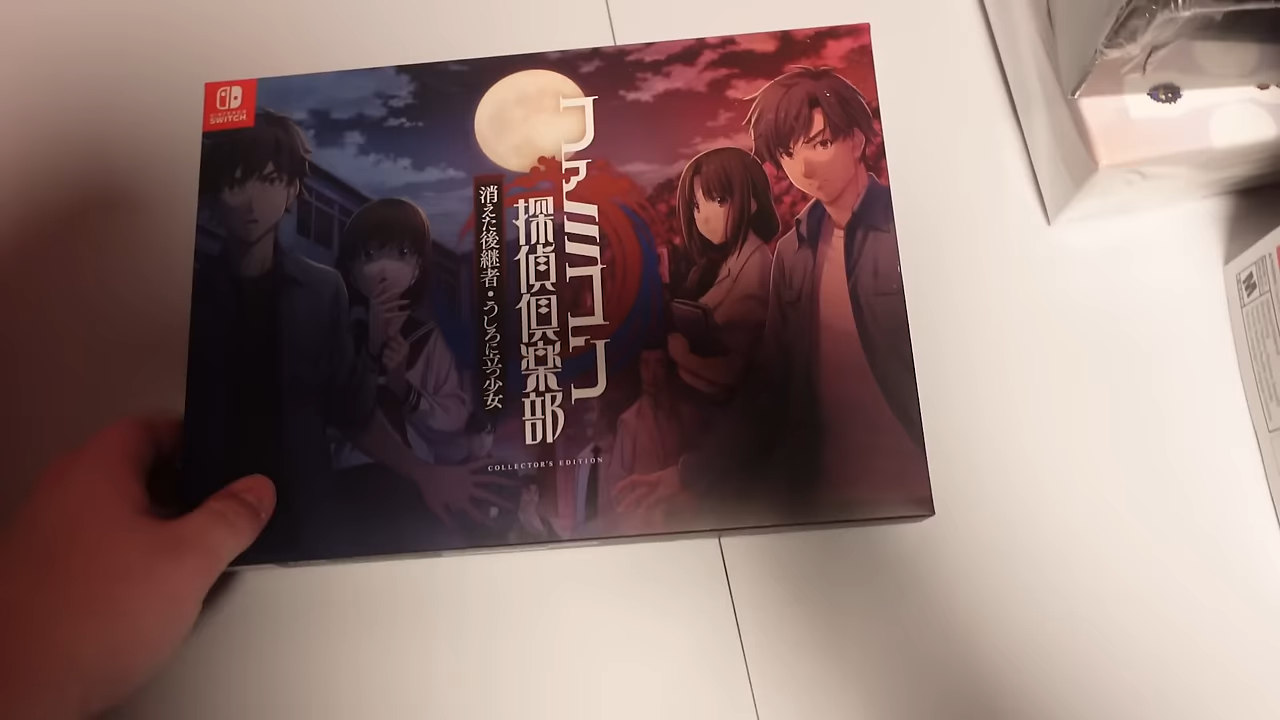 NINTENDO
SWITCH
ファミコン
探偵倶楽部
消えた後継者・うしろに立つ少女
COLLECTOR'S EDITION
M